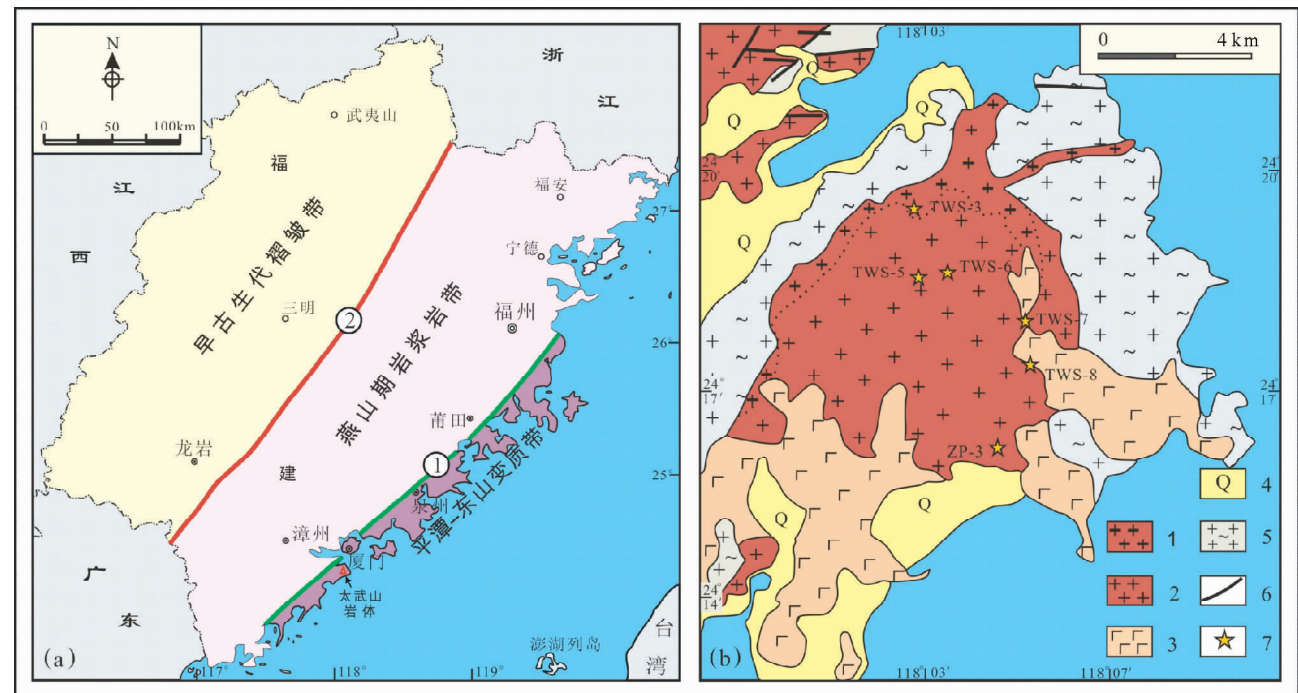 N
0 50 100km
浙
江
江
西
广
东
福
建
武夷山
福安
宁德
三明
福州
莆田
龙岩
泉州
漳州
厦门
早古生代褶皱带
燕山期岩浆岩带
平潭-东山变质带
②
①
太武山
岩体
澎湖列岛
台
湾
27°
26°
25°
117°
118°
119°
(a)
118°03′
0 4 km
Q
Q
Q
Q
Q
Q
24°
20′
24°
20′
24°
17′
24°
17′
24°
14′
TWS-3
TWS-5
TWS-6
TWS-7
TWS-8
ZP-3
Q 4
1 5
2 6
3 7
118°03′
118°07′
(b)